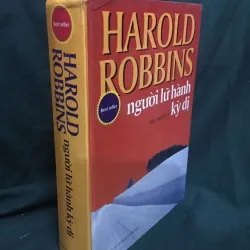 HAROLD
ROBBINS
Best seller
người lữ hành
kỳ dị
HAROLD
ROBBINS
Best seller
người lữ hành kỳ dị